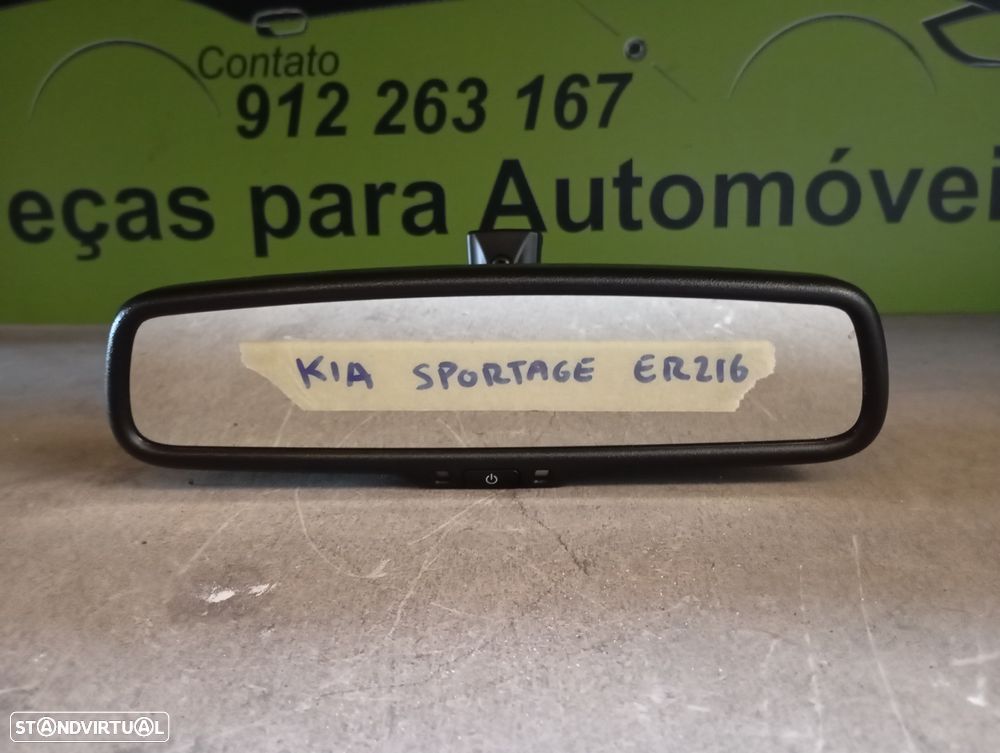 Contato
912 263 167
eças para Automóvei
KIA SPORTAGE ER216
STANDVIRTUAL